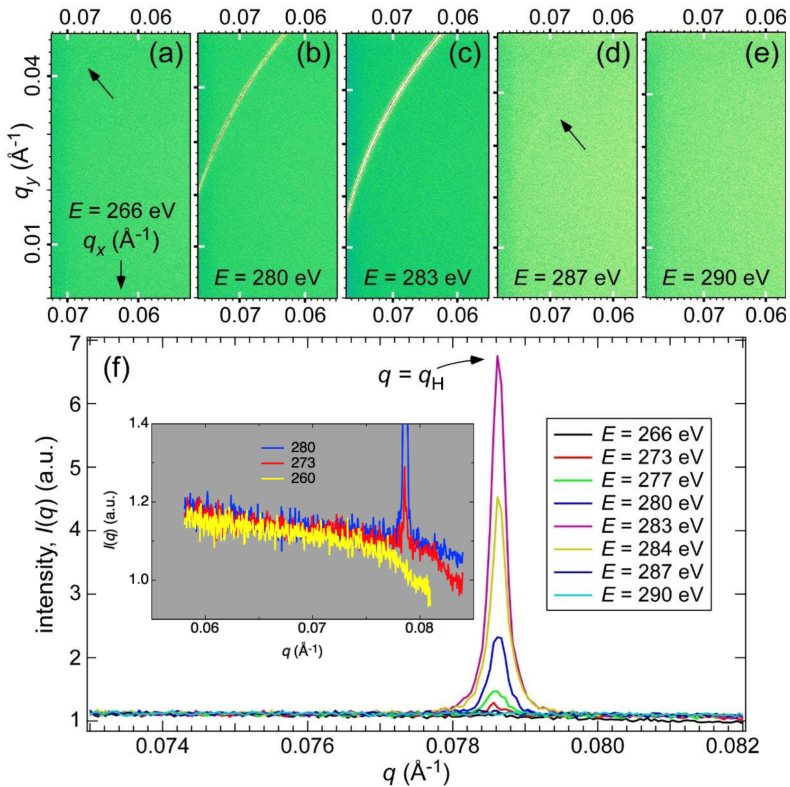 0.07 0.06 0.07 0.06 0.07 0.06 0.07 0.06 0.07 0.06
(a) (b) (c) (d) (e)
0.04
q_y (Å⁻¹)
0.01
E = 266 eV
q_x (Å⁻¹)
E = 280 eV E = 283 eV E = 287 eV E = 290 eV
0.07 0.06 0.07 0.06 0.07 0.06 0.07 0.06 0.07 0.06
(f)
7
6
5
4
3
2
1
intensity, I(q) (a.u.)
q = q_H
1.4
1.2
1.0
I(q) (a.u.)
280
273
260
0.06 0.07 0.08
q (Å⁻¹)
E = 266 eV
E = 273 eV
E = 277 eV
E = 280 eV
E = 283 eV
E = 284 eV
E = 287 eV
E = 290 eV
0.074 0.076 0.078 0.080 0.082
q (Å⁻¹)